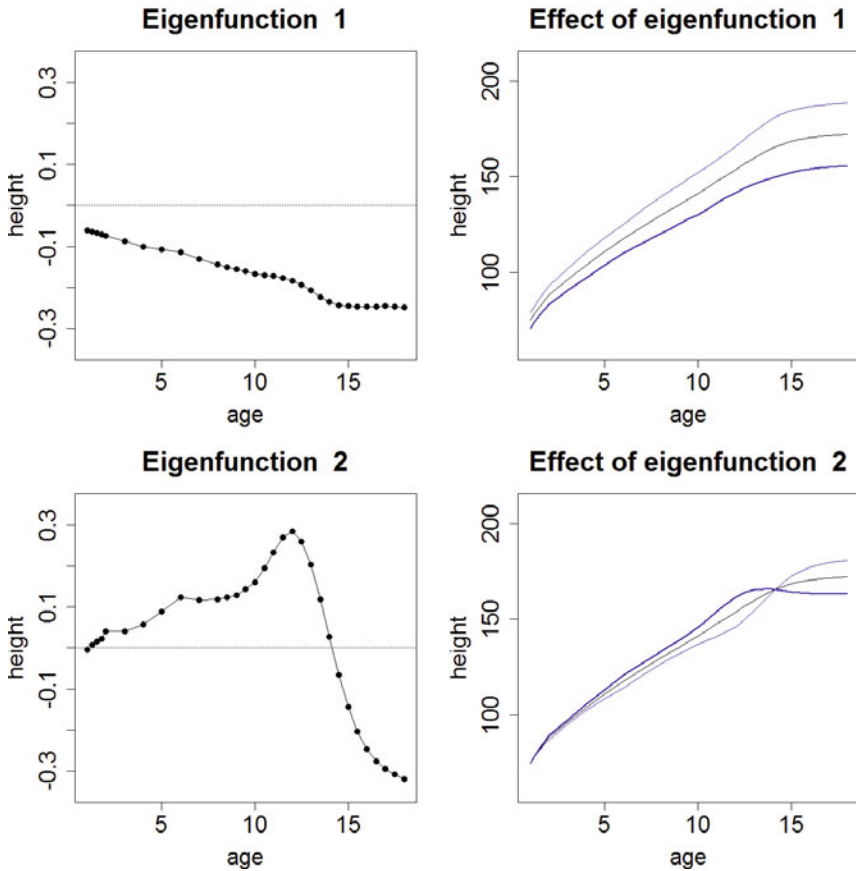 Eigenfunction 1
height
0.3
0.1
-0.1
-0.3
5
10
15
age
Effect of eigenfunction 1
height
200
150
100
5
10
15
age
Eigenfunction 2
height
0.3
0.1
-0.1
-0.3
5
10
15
age
Effect of eigenfunction 2
height
200
150
100
5
10
15
age